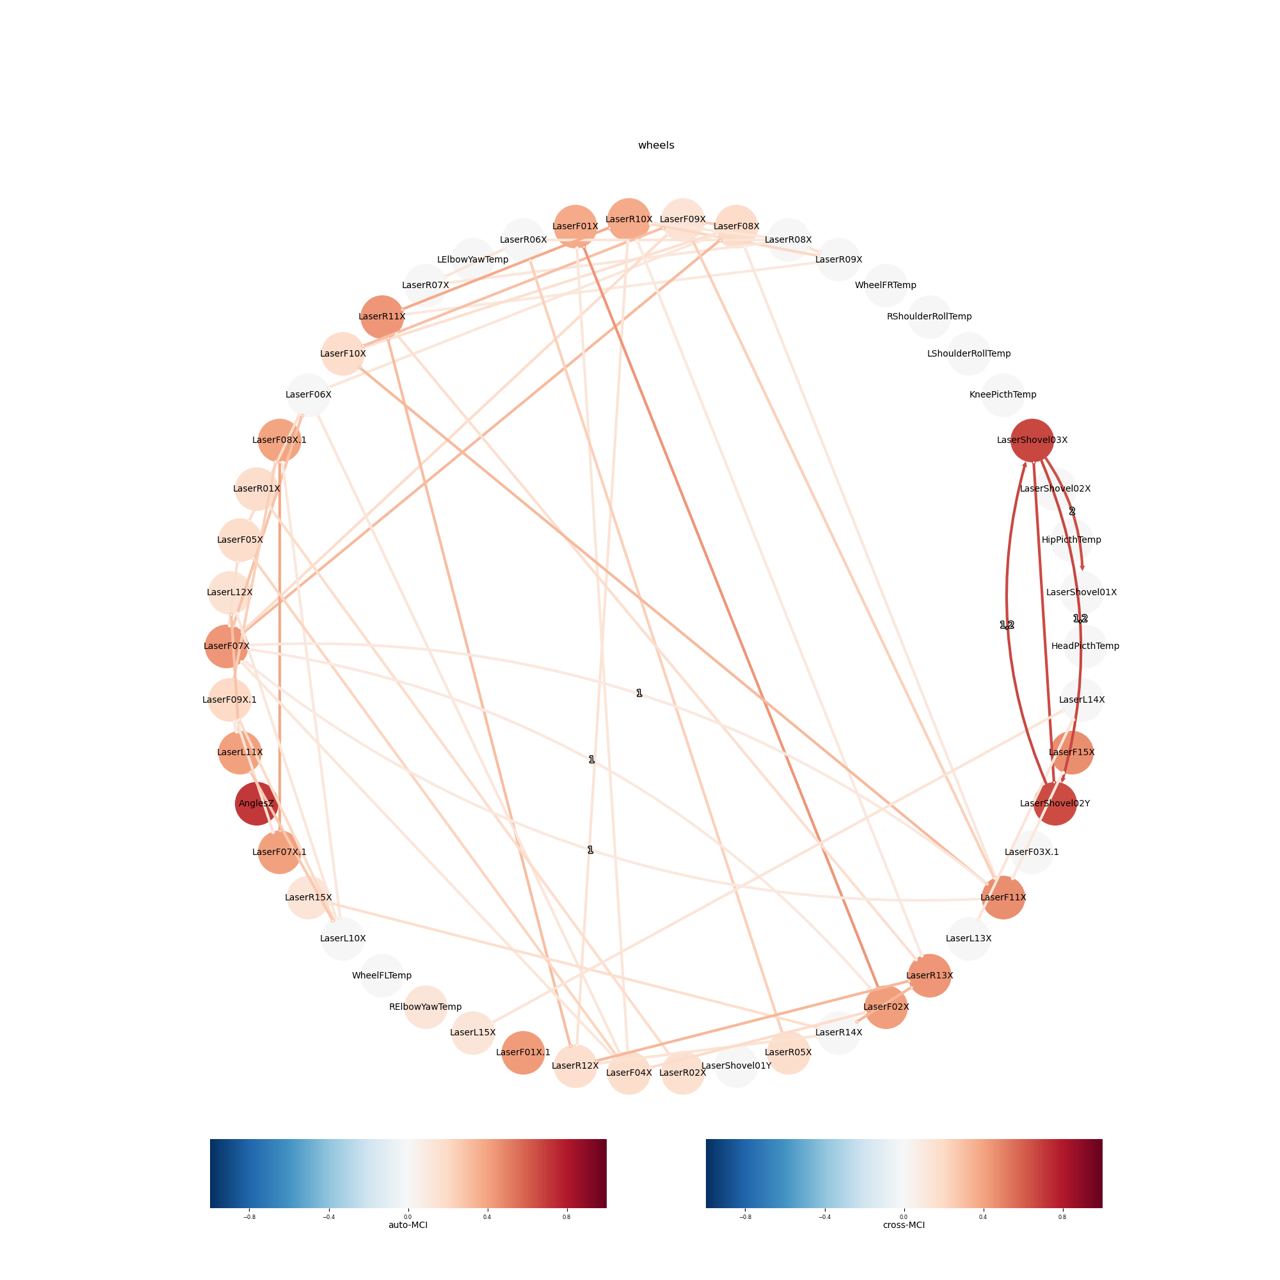 wheels
LaserF01X
LaserR10X
LaserF09X
LaserF08X
LaserR06X
LaserR08X
LElbowYawTemp
LaserR09X
LaserR07X
WheelFRTemp
LaserR11X
RShoulderRollTemp
LaserF10X
LShoulderRollTemp
LaserF06X
KneePicthTemp
LaserF08X.1
LaserShovel03X
LaserR01X
LaserShovel02X
2
LaserF05X
HipPicthTemp
LaserL12X
LaserShovel01X
1,2
1,2
LaserF07X
HeadPicthTemp
1
LaserF09X.1
LaserL14X
LaserL11X
LaserF15X
1
AnglesZ
LaserShovel02Y
1
LaserF07X.1
LaserF03X.1
LaserR15X
LaserF11X
LaserL10X
LaserL13X
WheelFLTemp
LaserR13X
RElbowYawTemp
LaserF02X
LaserL15X
LaserR14X
LaserF01X.1
LaserR05X
LaserR12X
LaserF04X
LaserR02X
LaserShovel01Y
−0.8 −0.4 0.0 0.4 0.8
auto-MCI
−0.8 −0.4 0.0 0.4 0.8
cross-MCI